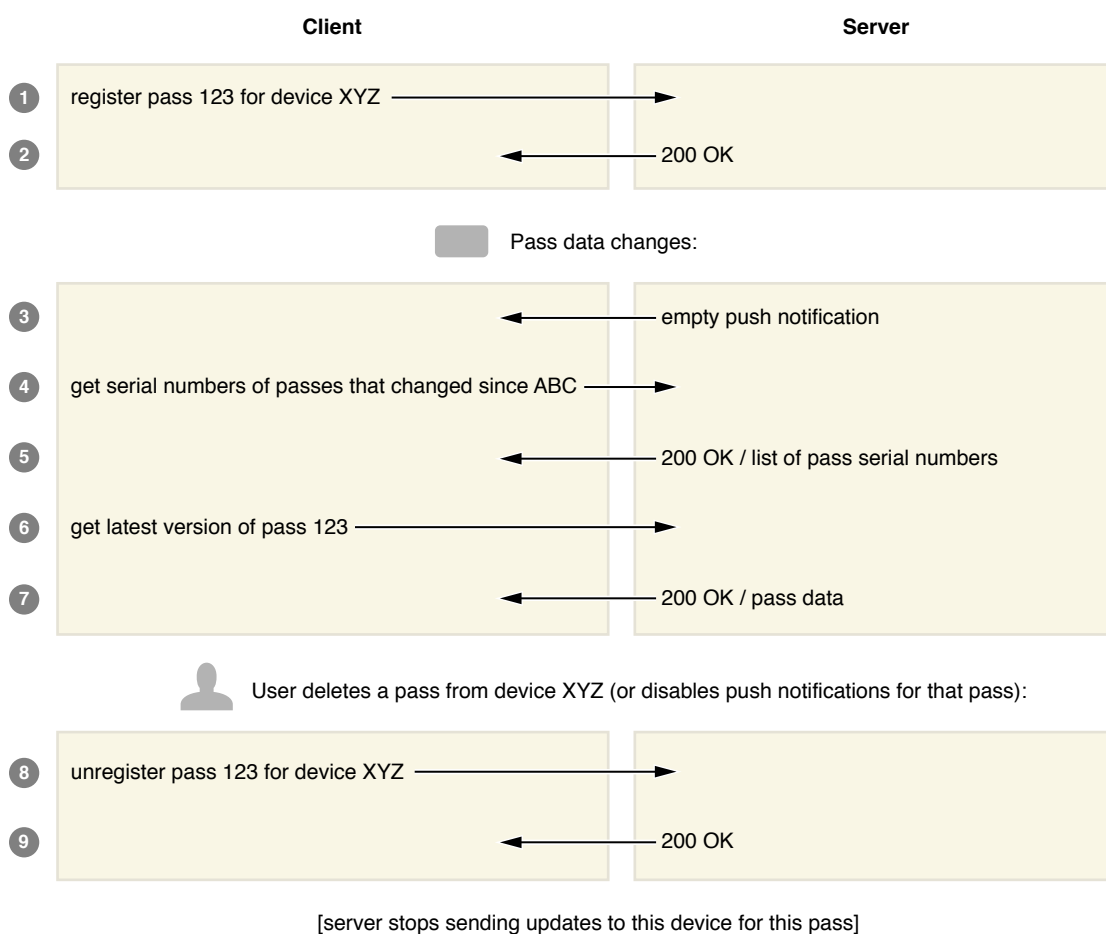 Client
Server
1
register pass 123 for device XYZ
2
200 OK
Pass data changes:
3
empty push notification
4
get serial numbers of passes that changed since ABC
5
200 OK / list of pass serial numbers
6
get latest version of pass 123
7
200 OK / pass data
User deletes a pass from device XYZ (or disables push notifications for that pass):
8
unregister pass 123 for device XYZ
9
200 OK
[server stops sending updates to this device for this pass]